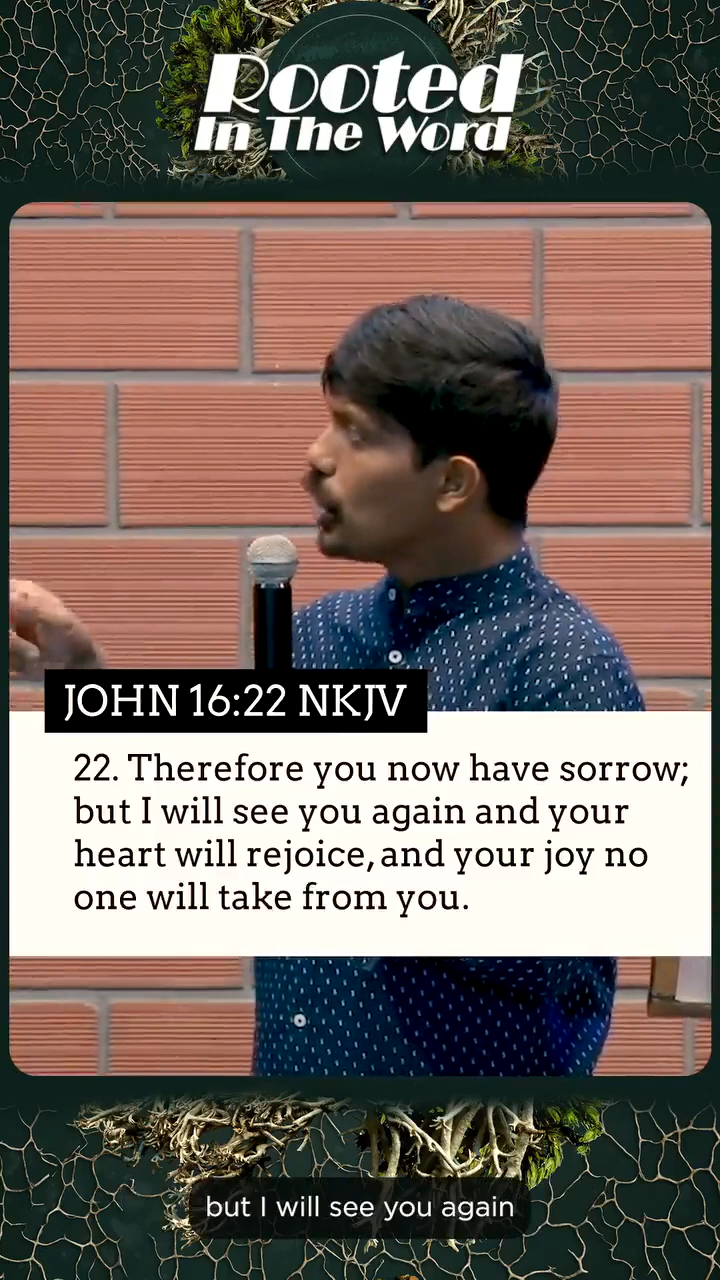 Rooted
In The Word
JOHN 16:22 NKJV
22. Therefore you now have sorrow;
but I will see you again and your
heart will rejoice, and your joy no
one will take from you.
but I will see you again